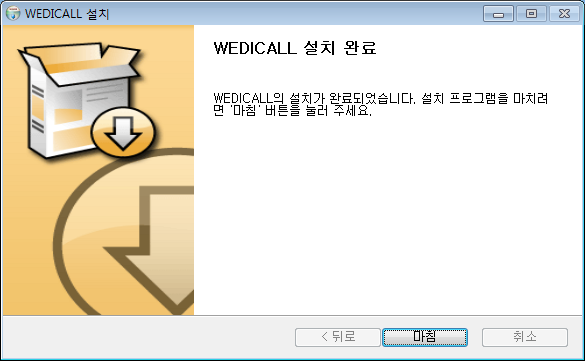 WEDICALL 설치
WEDICALL 설치 완료
WEDICALL의 설치가 완료되었습니다. 설치 프로그램을 마치려
면 '마침' 버튼을 눌러 주세요.
< 뒤로
마침
취소